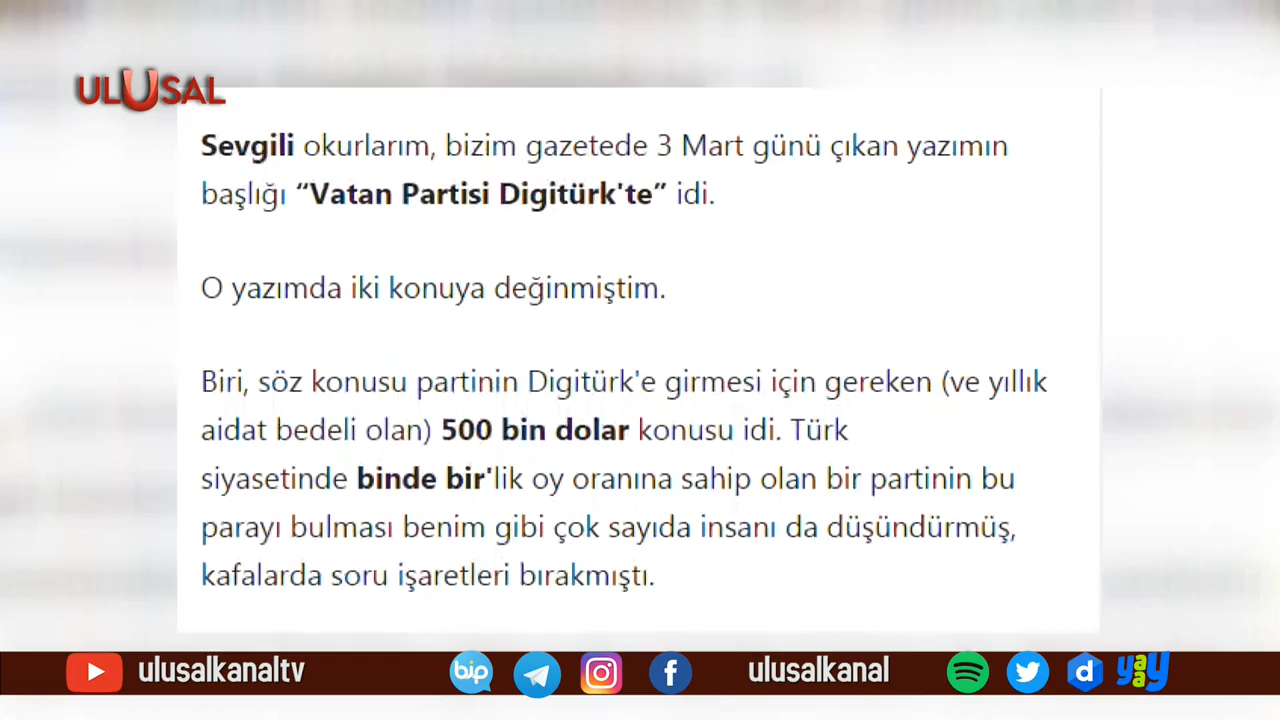 ULUSAL
Sevgili okurlarım, bizim gazetede 3 Mart günü çıkan yazımın
başlığı “Vatan Partisi Digitürk'te” idi.
O yazımda iki konuya değinmiştim.
Biri, söz konusu partinin Digitürk'e girmesi için gereken (ve yıllık
aidat bedeli olan) 500 bin dolar konusu idi. Türk
siyasetinde binde bir'lik oy oranına sahip olan bir partinin bu
parayı bulması benim gibi çok sayıda insanı da düşündürmüş,
kafalarda soru işaretleri bırakmıştı.
ulusalkanaltv bip ulusalkanal d yaay